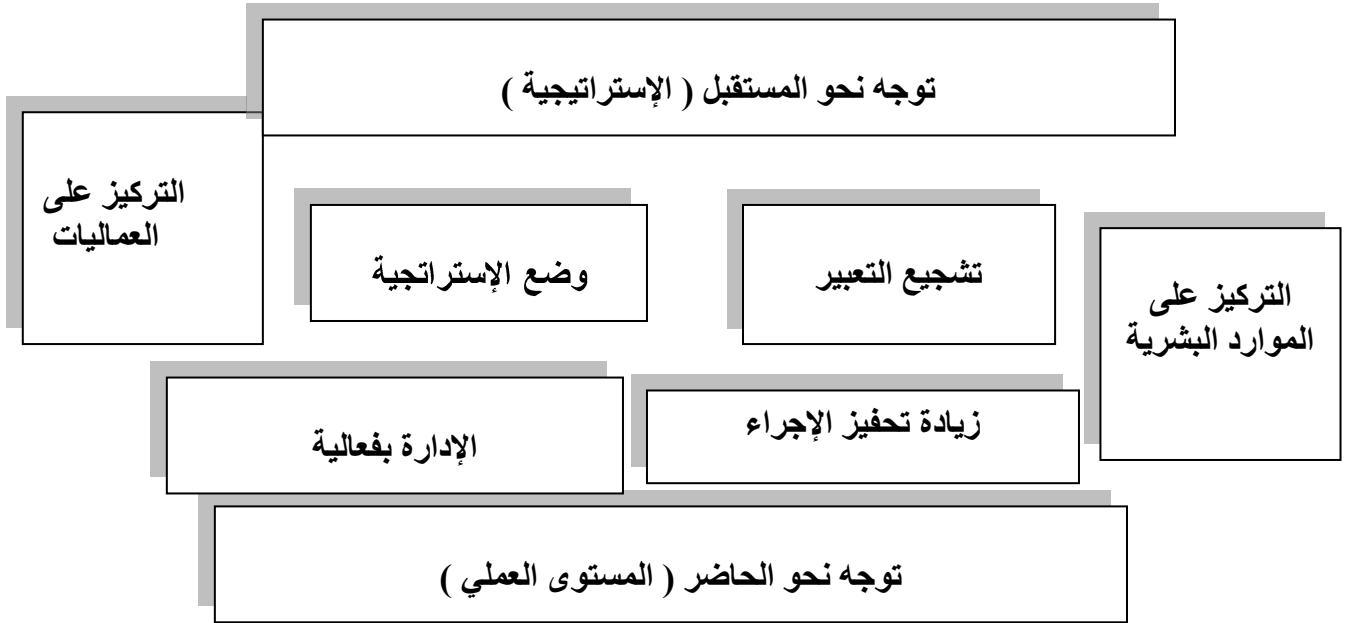 توجه نحو المستقبل ( الإستراتيجية )
التركيز على
العماليات
وضع الإستراتجية
تشجيع التعبير
التركيز على
الموارد البشرية
الإدارة بفعالية
زيادة تحفيز الإجراء
توجه نحو الحاضر ( المستوى العملي )